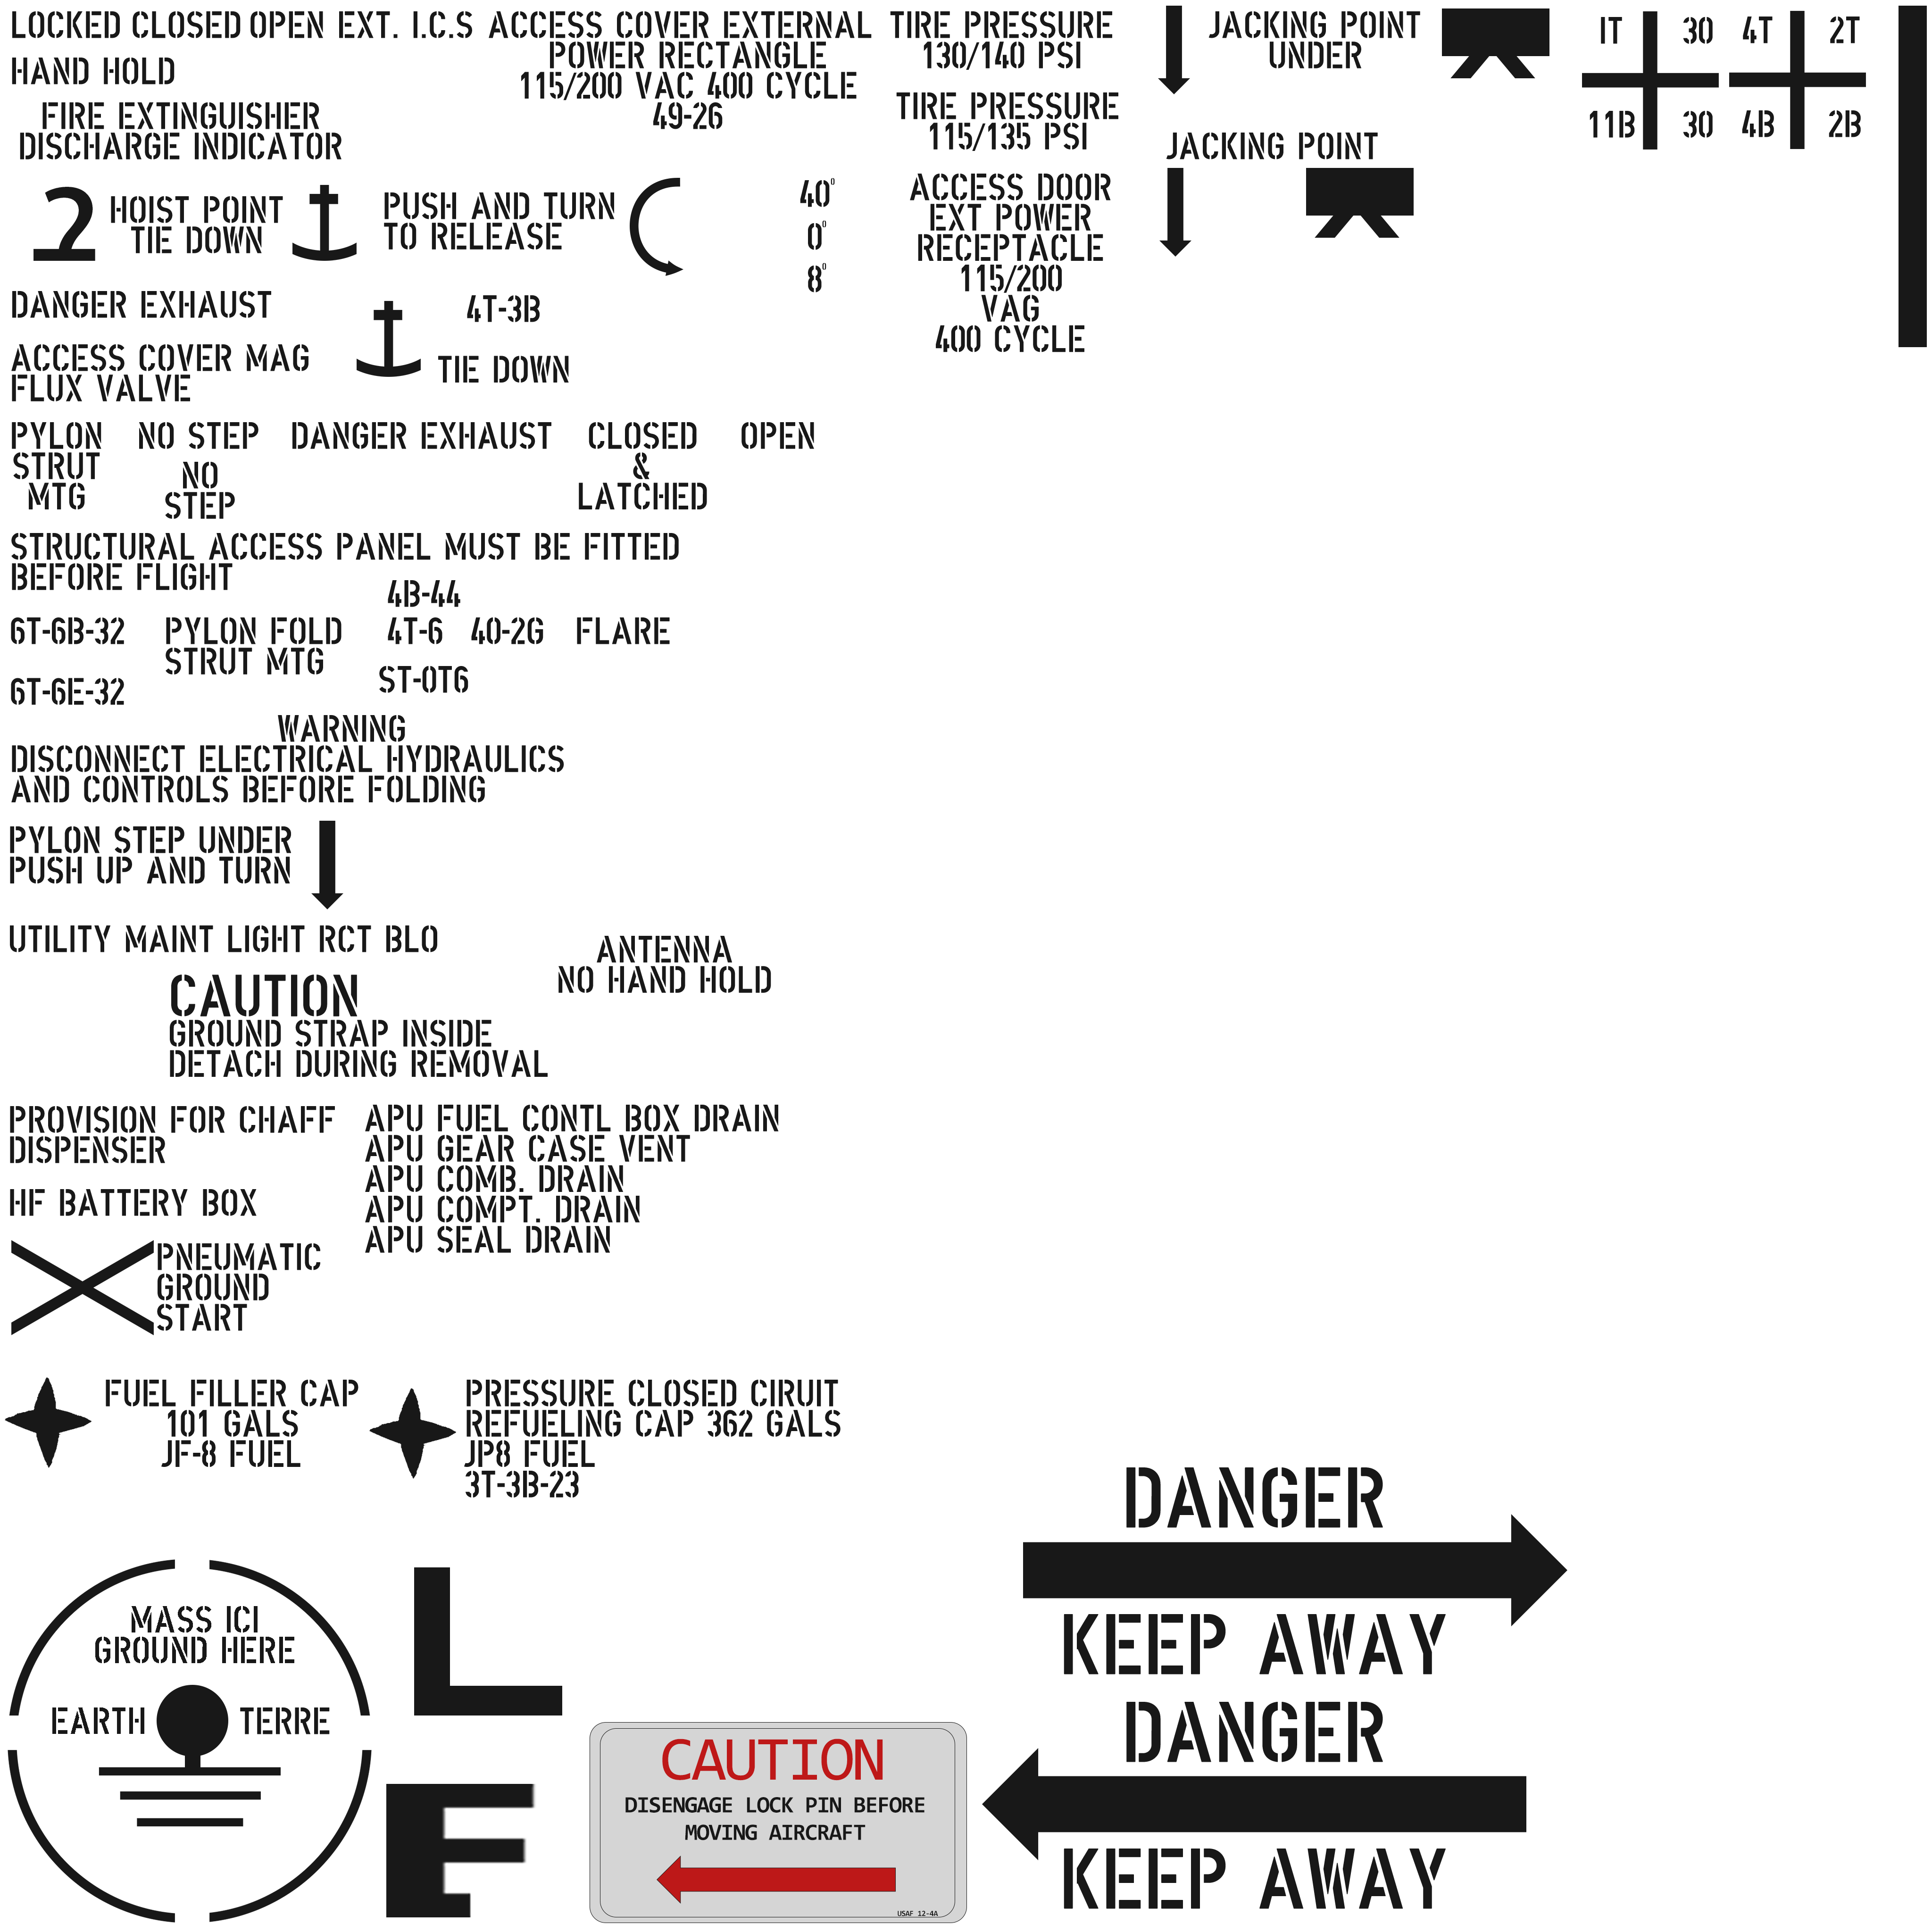 LOCKED CLOSED OPEN EXT. I.C.S
HAND HOLD
FIRE EXTINGUISHER
DISCHARGE INDICATOR
ACCESS COVER EXTERNAL
POWER RECTANGLE
115/200 VAC 400 CYCLE
49-26
TIRE PRESSURE
130/140 PSI
TIRE PRESSURE
115/135 PSI
JACKING POINT
UNDER
JACKING POINT
1T 30
11B 30
4T 2T
4B 2B
2
HOIST POINT
TIE DOWN
PUSH AND TURN
TO RELEASE
40°
0°
8°
ACCESS DOOR
EXT POWER
RECEPTACLE
115/200
VAG
400 CYCLE
DANGER EXHAUST
ACCESS COVER MAG
FLUX VALVE
4T-3B
TIE DOWN
PYLON
STRUT
MTG
NO STEP
NO
STEP
DANGER EXHAUST
CLOSED
&
LATCHED
OPEN
STRUCTURAL ACCESS PANEL MUST BE FITTED
BEFORE FLIGHT
4B-44
6T-6B-32
PYLON FOLD
STRUT MTG
4T-6
40-2G
FLARE
6T-6E-32
ST-0T6
WARNING
DISCONNECT ELECTRICAL HYDRAULICS
AND CONTROLS BEFORE FOLDING
PYLON STEP UNDER
PUSH UP AND TURN
UTILITY MAINT LIGHT RCT BLO
ANTENNA
NO HAND HOLD
CAUTION
GROUND STRAP INSIDE
DETACH DURING REMOVAL
PROVISION FOR CHAFF
DISPENSER
HF BATTERY BOX
APU FUEL CONTL BOX DRAIN
APU GEAR CASE VENT
APU COMB. DRAIN
APU COMPT. DRAIN
APU SEAL DRAIN
PNEUMATIC
GROUND
START
FUEL FILLER CAP
101 GALS
JF-8 FUEL
PRESSURE CLOSED CIRUIT
REFUELING CAP 362 GALS
JP8 FUEL
3T-3B-23
DANGER
KEEP AWAY
DANGER
KEEP AWAY
MASS ICI
GROUND HERE
EARTH TERRE
L
F
CAUTION
DISENGAGE LOCK PIN BEFORE
MOVING AIRCRAFT
USAF 12-4A